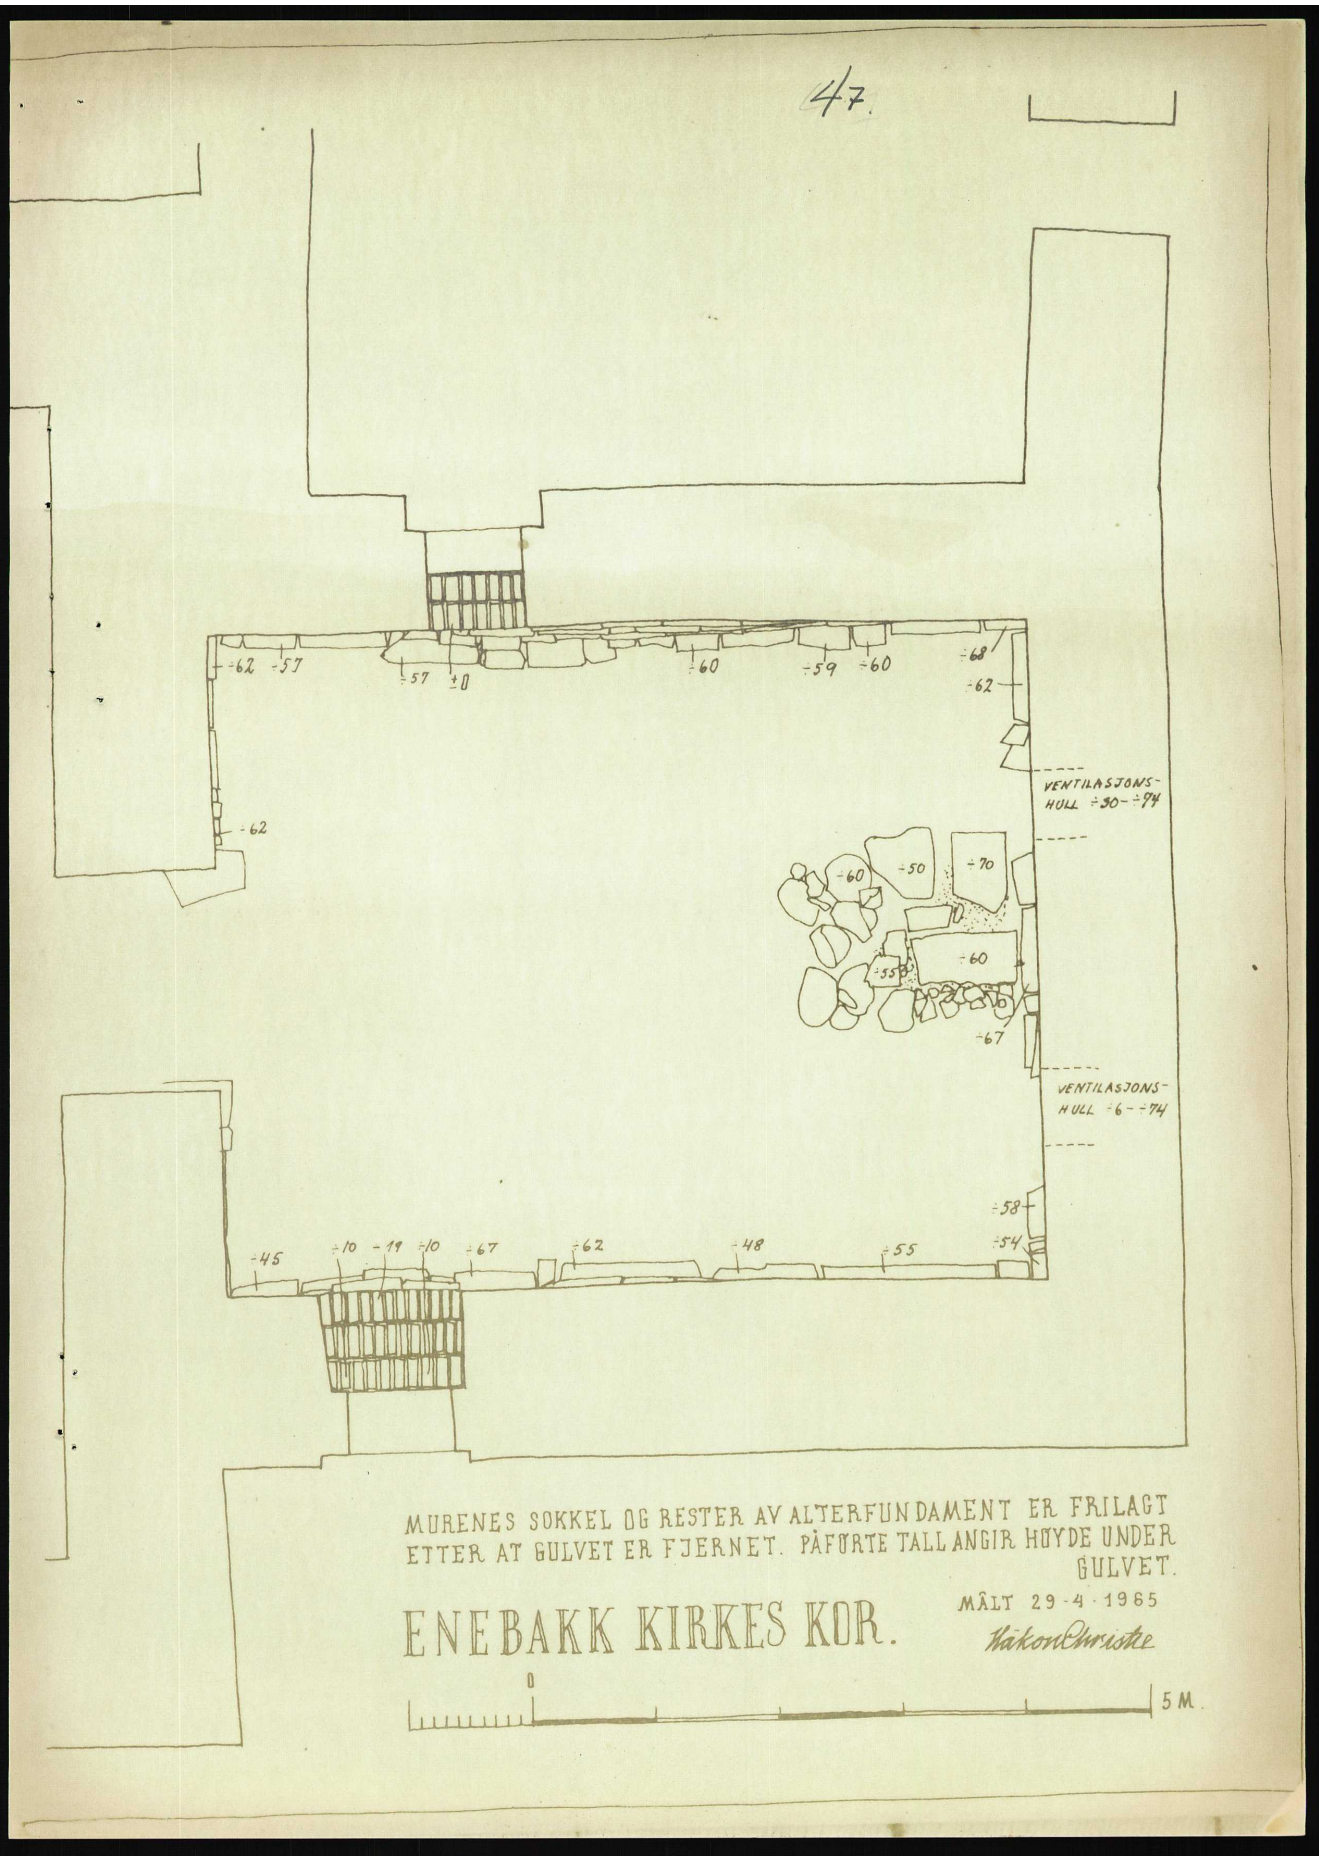 47.
÷62 ÷57 ÷57 ±0 ÷60 ÷59 ÷60 ÷68
÷62
VENTILASJONS-
HULL ÷30-÷74
÷62
÷60 ÷50 ÷70
÷60
÷55
÷67
VENTILASJONS-
HULL ÷6-÷74
÷58
÷45 ÷10 ÷19 ÷10 ÷67 ÷62 ÷48 ÷55 ÷54
MURENES SOKKEL OG RESTER AV ALTERFUNDAMENT ER FRILAGT
ETTER AT GULVET ER FJERNET. PÅFØRTE TALL ANGIR HØYDE UNDER
GULVET.
MÅLT 29-4-1965
ENEBAKK KIRKES KOR.
Håkon Christie
0
5 M.